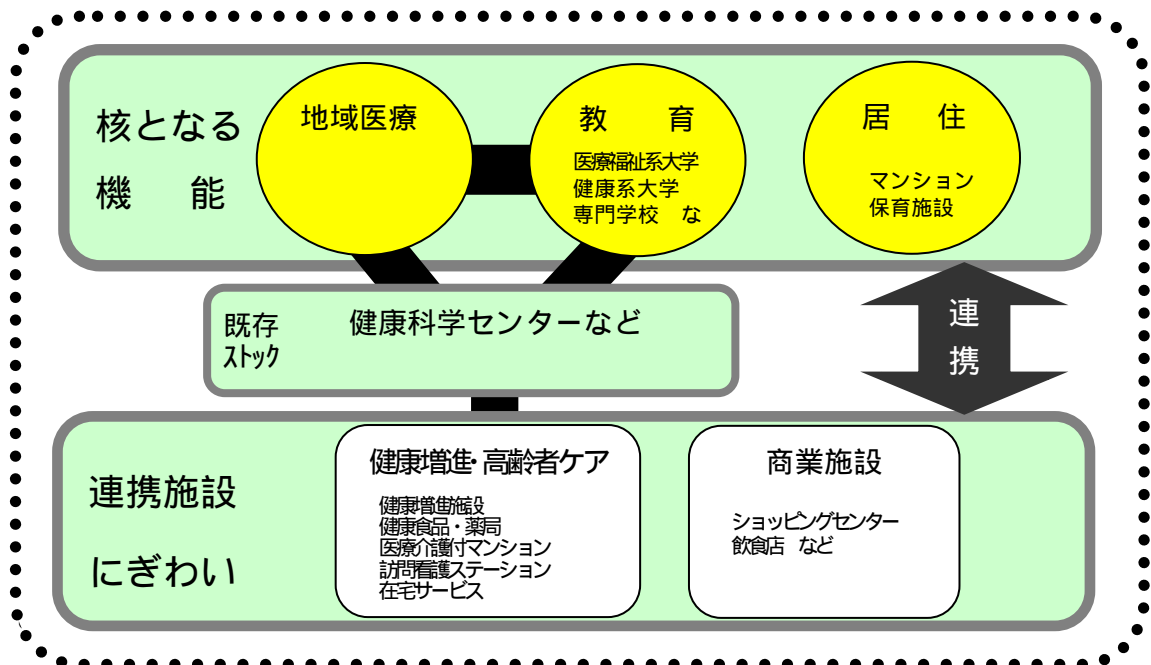 核となる
機 能
地域医療
教 育
医療福祉系大学
健康系大学
専門学校 な
居 住
マンション
保育施設
既存
ｽﾄｯｸ
健康科学センターなど
連
携
連携施設
にぎわい
健康増進・高齢者ケア
健康増進施設
健康食品・薬局
医療介護付マンション
訪問看護ステーション
在宅サービス
商業施設
ショッピングセンター
飲食店 など